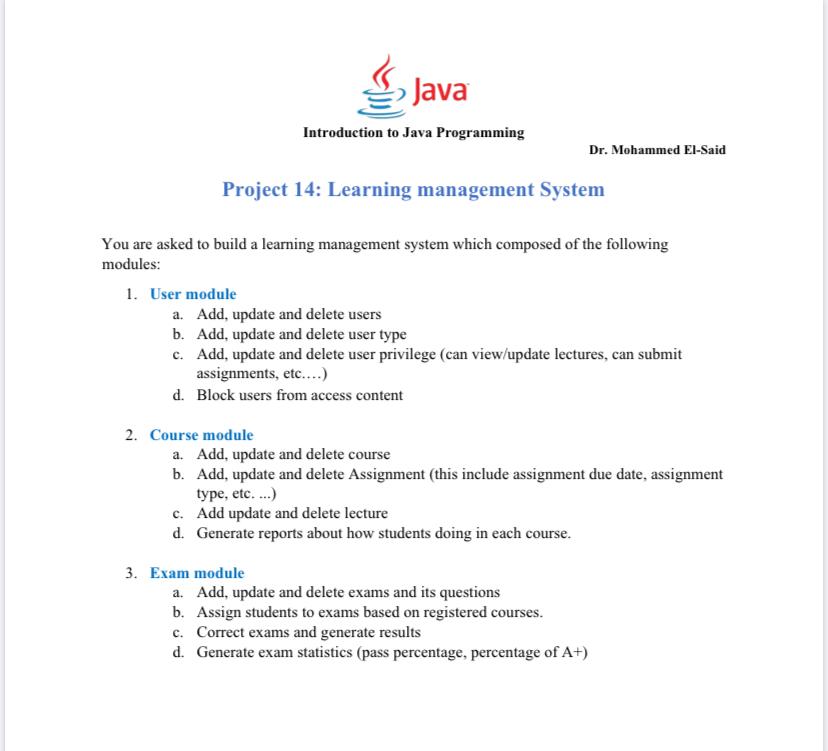 Java
Introduction to Java Programming
Dr. Mohammed El-Said
Project 14: Learning management System
You are asked to build a learning management system which composed of the following
modules:
1. User module
a. Add, update and delete users
b. Add, update and delete user type
c. Add, update and delete user privilege (can view/update lectures, can submit
assignments, etc.…)
d. Block users from access content
2. Course module
a. Add, update and delete course
b. Add, update and delete Assignment (this include assignment due date, assignment
type, etc. ...)
c. Add update and delete lecture
d. Generate reports about how students doing in each course.
3. Exam module
a. Add, update and delete exams and its questions
b. Assign students to exams based on registered courses.
c. Correct exams and generate results
d. Generate exam statistics (pass percentage, percentage of A+)